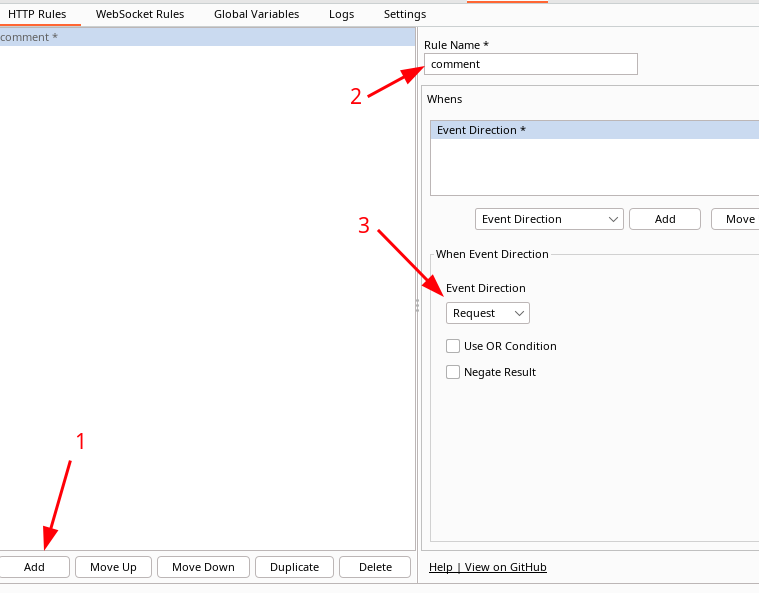 HTTP Rules WebSocket Rules Global Variables Logs Settings
comment *
Rule Name *
comment
2
Whens
Event Direction *
Event Direction Add Move
3
When Event Direction
Event Direction
Request
Use OR Condition
Negate Result
1
Add Move Up Move Down Duplicate Delete
Help | View on GitHub